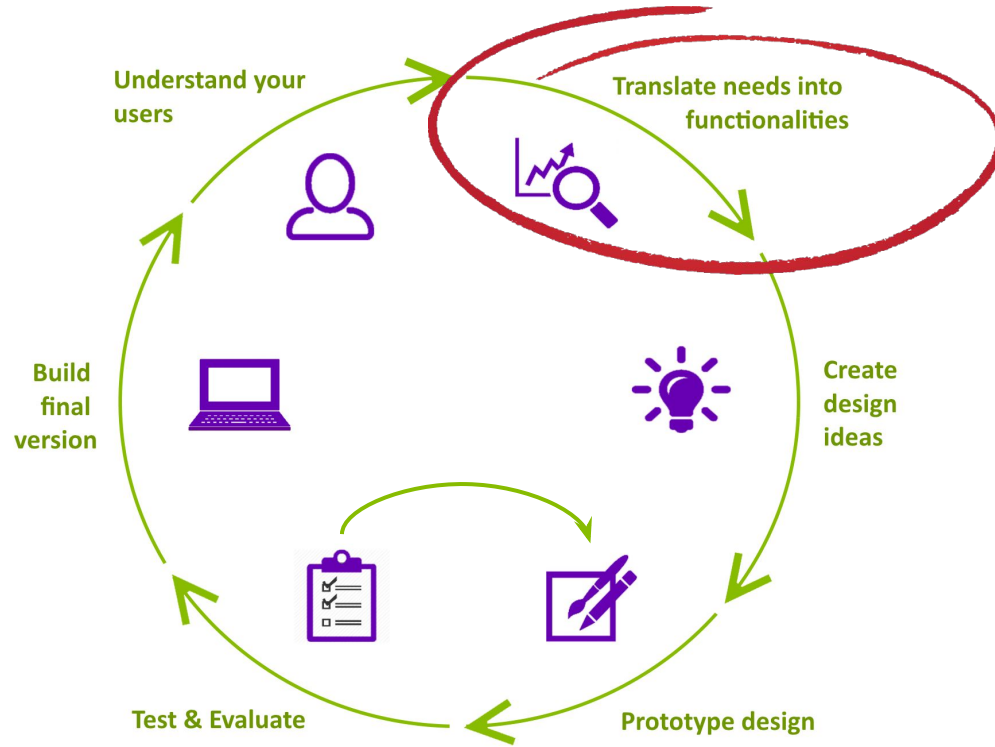 Understand your
users
Translate needs into
functionalities
Create
design
ideas
Prototype design
Test & Evaluate
Build
final
version